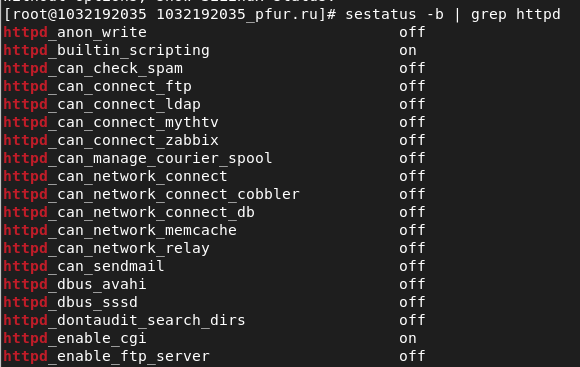 [root@1032192035 1032192035_pfur.ru]# sestatus -b | grep httpd
httpd_anon_write off
httpd_builtin_scripting on
httpd_can_check_spam off
httpd_can_connect_ftp off
httpd_can_connect_ldap off
httpd_can_connect_mythtv off
httpd_can_connect_zabbix off
httpd_can_manage_courier_spool off
httpd_can_network_connect off
httpd_can_network_connect_cobbler off
httpd_can_network_connect_db off
httpd_can_network_memcache off
httpd_can_network_relay off
httpd_can_sendmail off
httpd_dbus_avahi off
httpd_dbus_sssd off
httpd_dontaudit_search_dirs off
httpd_enable_cgi on
httpd_enable_ftp_server off